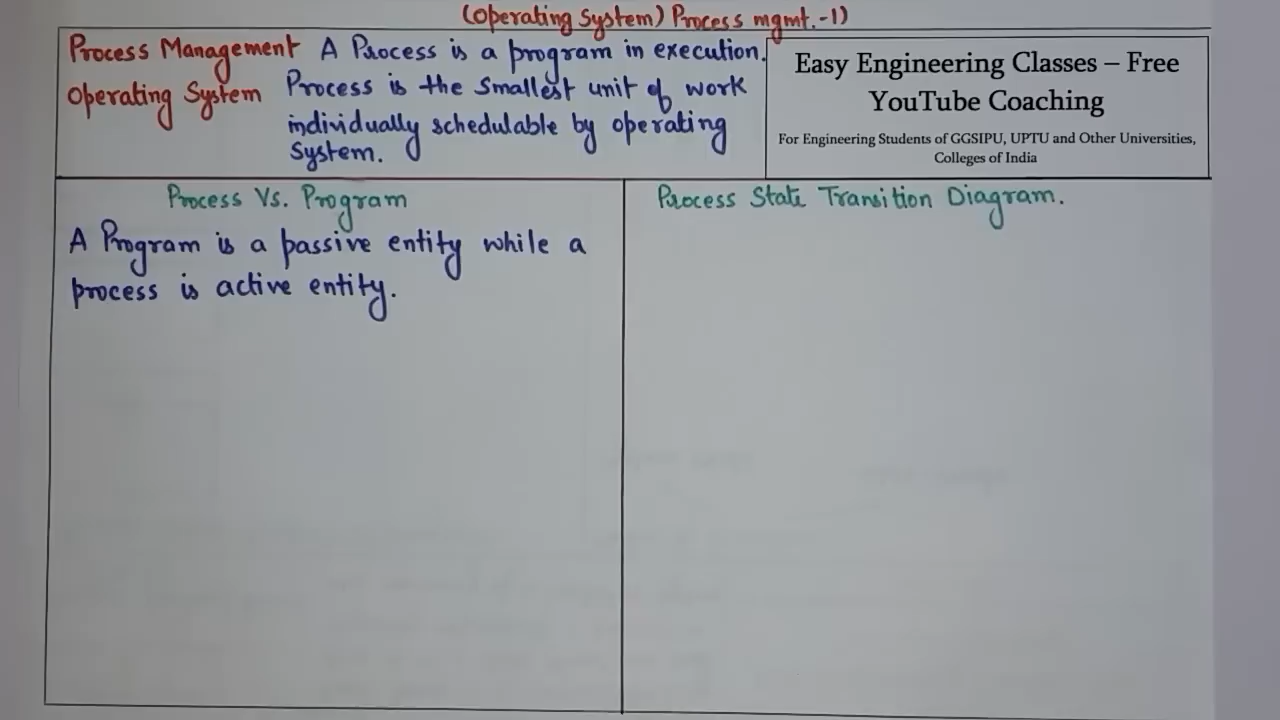 (Operating System) Process mgmt.-1)
Process Management A Process is a program in execution.
Operating System Process is the smallest unit of work
individually schedulable by operating
System.
Easy Engineering Classes – Free
YouTube Coaching
For Engineering Students of GGSIPU, UPTU and Other Universities,
Colleges of India
Process Vs. Program
A Program is a passive entity while a
process is active entity.
Process State Transition Diagram.